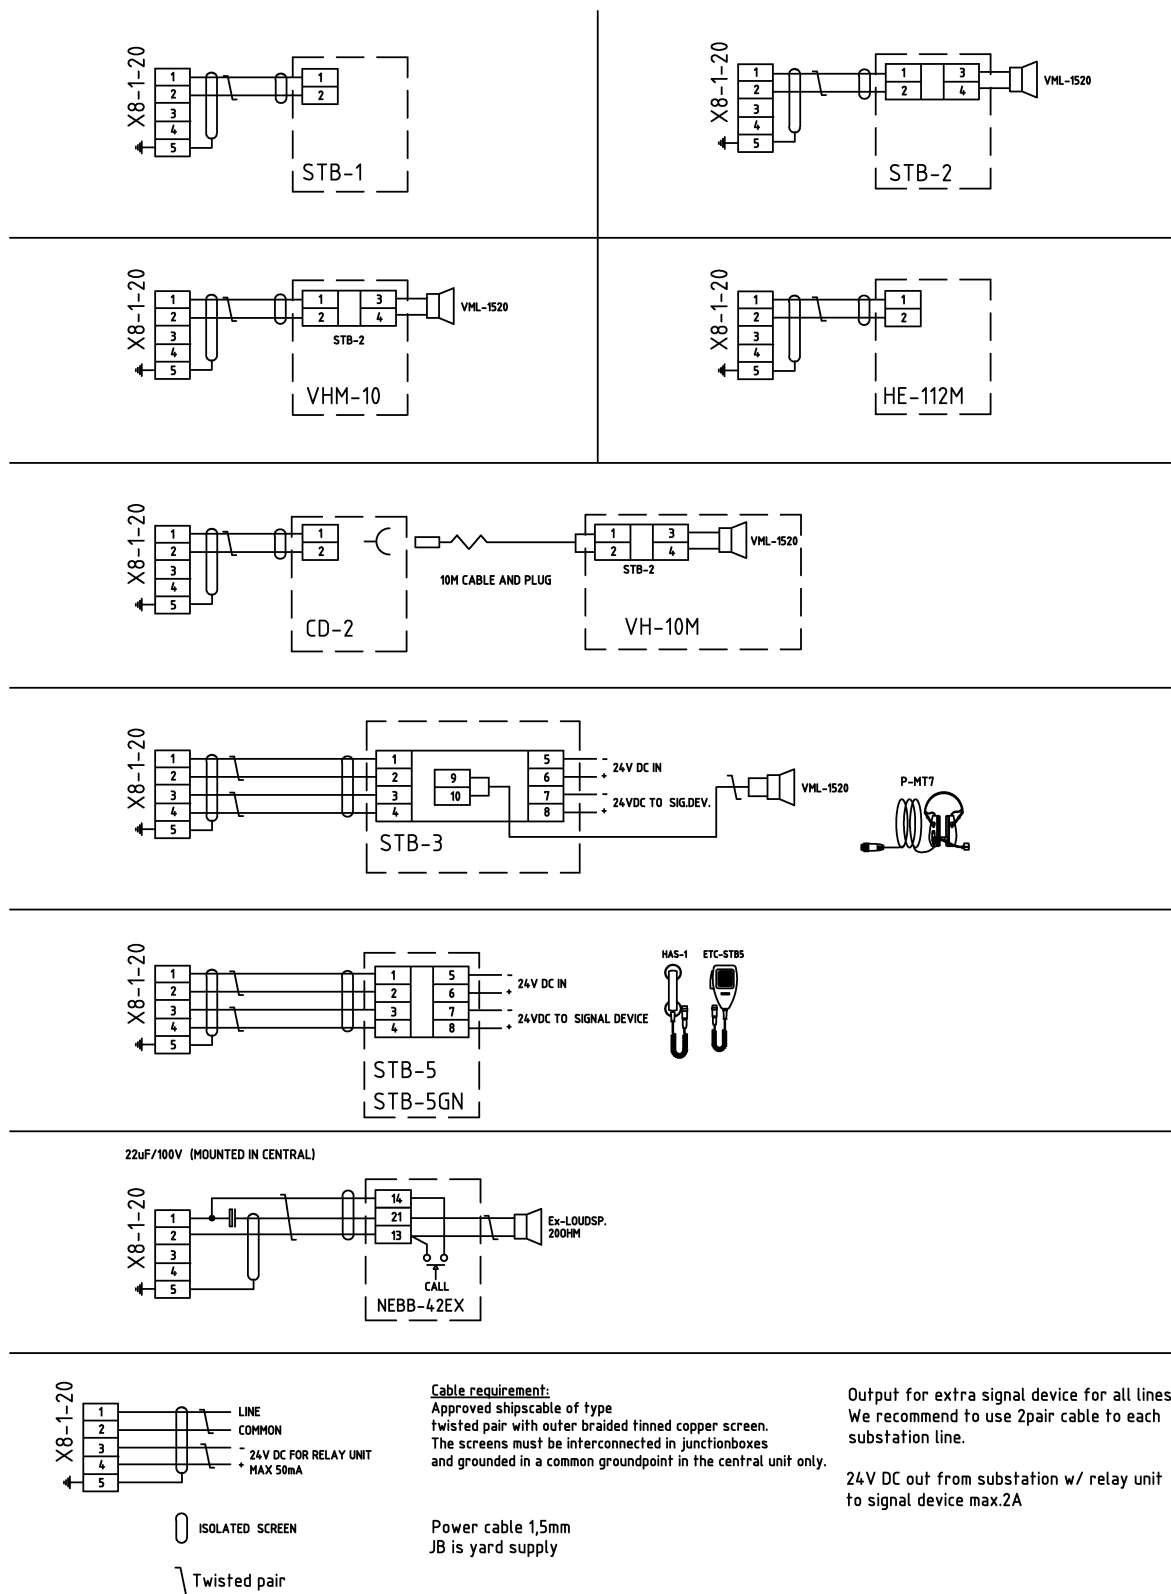 X8-1-20
1
2
3
4
5
1
2
STB-1
X8-1-20
1
2
3
4
5
1
2
3
4
VML-1520
STB-2
X8-1-20
1
2
3
4
5
1
2
3
4
VML-1520
STB-2
VHM-10
X8-1-20
1
2
3
4
5
1
2
HE-112M
X8-1-20
1
2
3
4
5
1
2
CD-2
10M CABLE AND PLUG
1
2
3
4
STB-2
VML-1520
VH-10M
X8-1-20
1
2
3
4
5
1
2
3
4
9
10
5
6
7
8
-
+
24V DC IN
-
+
24VDC TO SIG.DEV.
STB-3
VML-1520
P-MT7
X8-1-20
1
2
3
4
5
1
2
3
4
5
6
7
8
-
+
24V DC IN
-
+
24VDC TO SIGNAL DEVICE
STB-5
STB-5GN
HAS-1
ETC-STB5
22uF/100V (MOUNTED IN CENTRAL)
X8-1-20
1
2
3
4
5
14
21
13
CALL
NEBB-42EX
Ex-LOUDSP.
20OHM
X8-1-20
1
2
3
4
5
LINE
COMMON
-
+
24V DC FOR RELAY UNIT
MAX 50mA
ISOLATED SCREEN
Twisted pair
Cable requirement:
Approved shipscable of type
twisted pair with outer braided tinned copper screen.
The screens must be interconnected in junctionboxes
and grounded in a common groundpoint in the central unit only.
Power cable 1,5mm
JB is yard supply
Output for extra signal device for all lines
We recommend to use 2pair cable to each
substation line.
24V DC out from substation w/ relay unit
to signal device max.2A